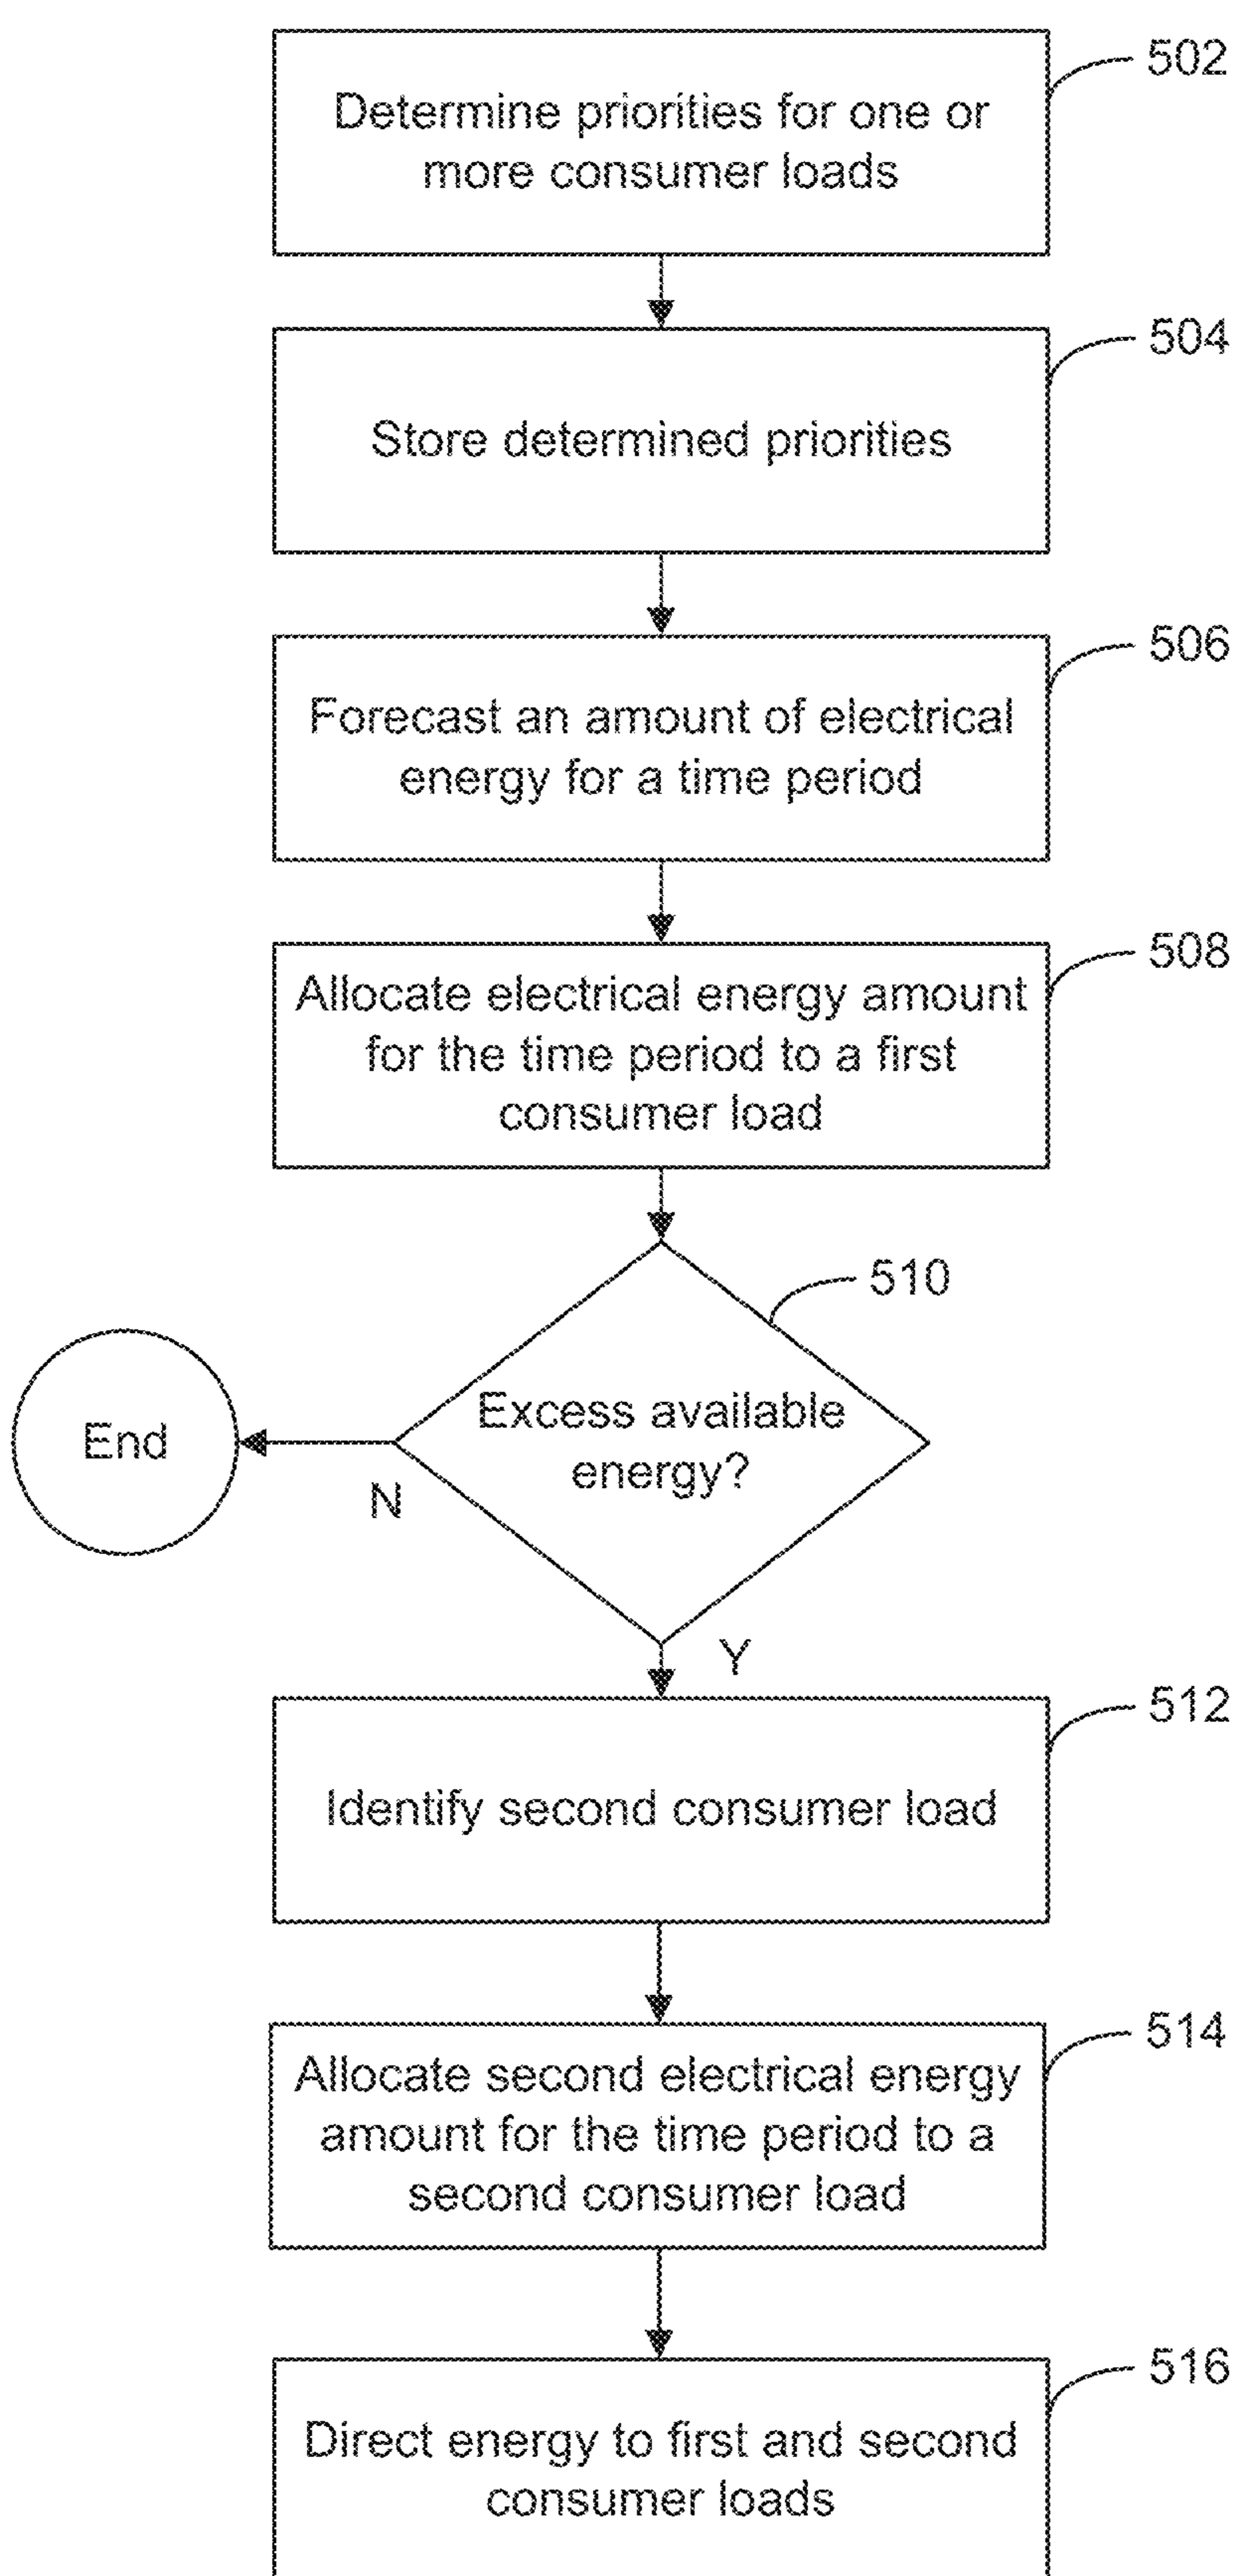 502
Determine priorities for one or
more consumer loads
504
Store determined priorities
506
Forecast an amount of electrical
energy for a time period
508
Allocate electrical energy amount
for the time period to a first
consumer load
510
Excess available
energy?
End
N
Y
512
Identify second consumer load
514
Allocate second electrical energy
amount for the time period to a
second consumer load
516
Direct energy to first and second
consumer loads